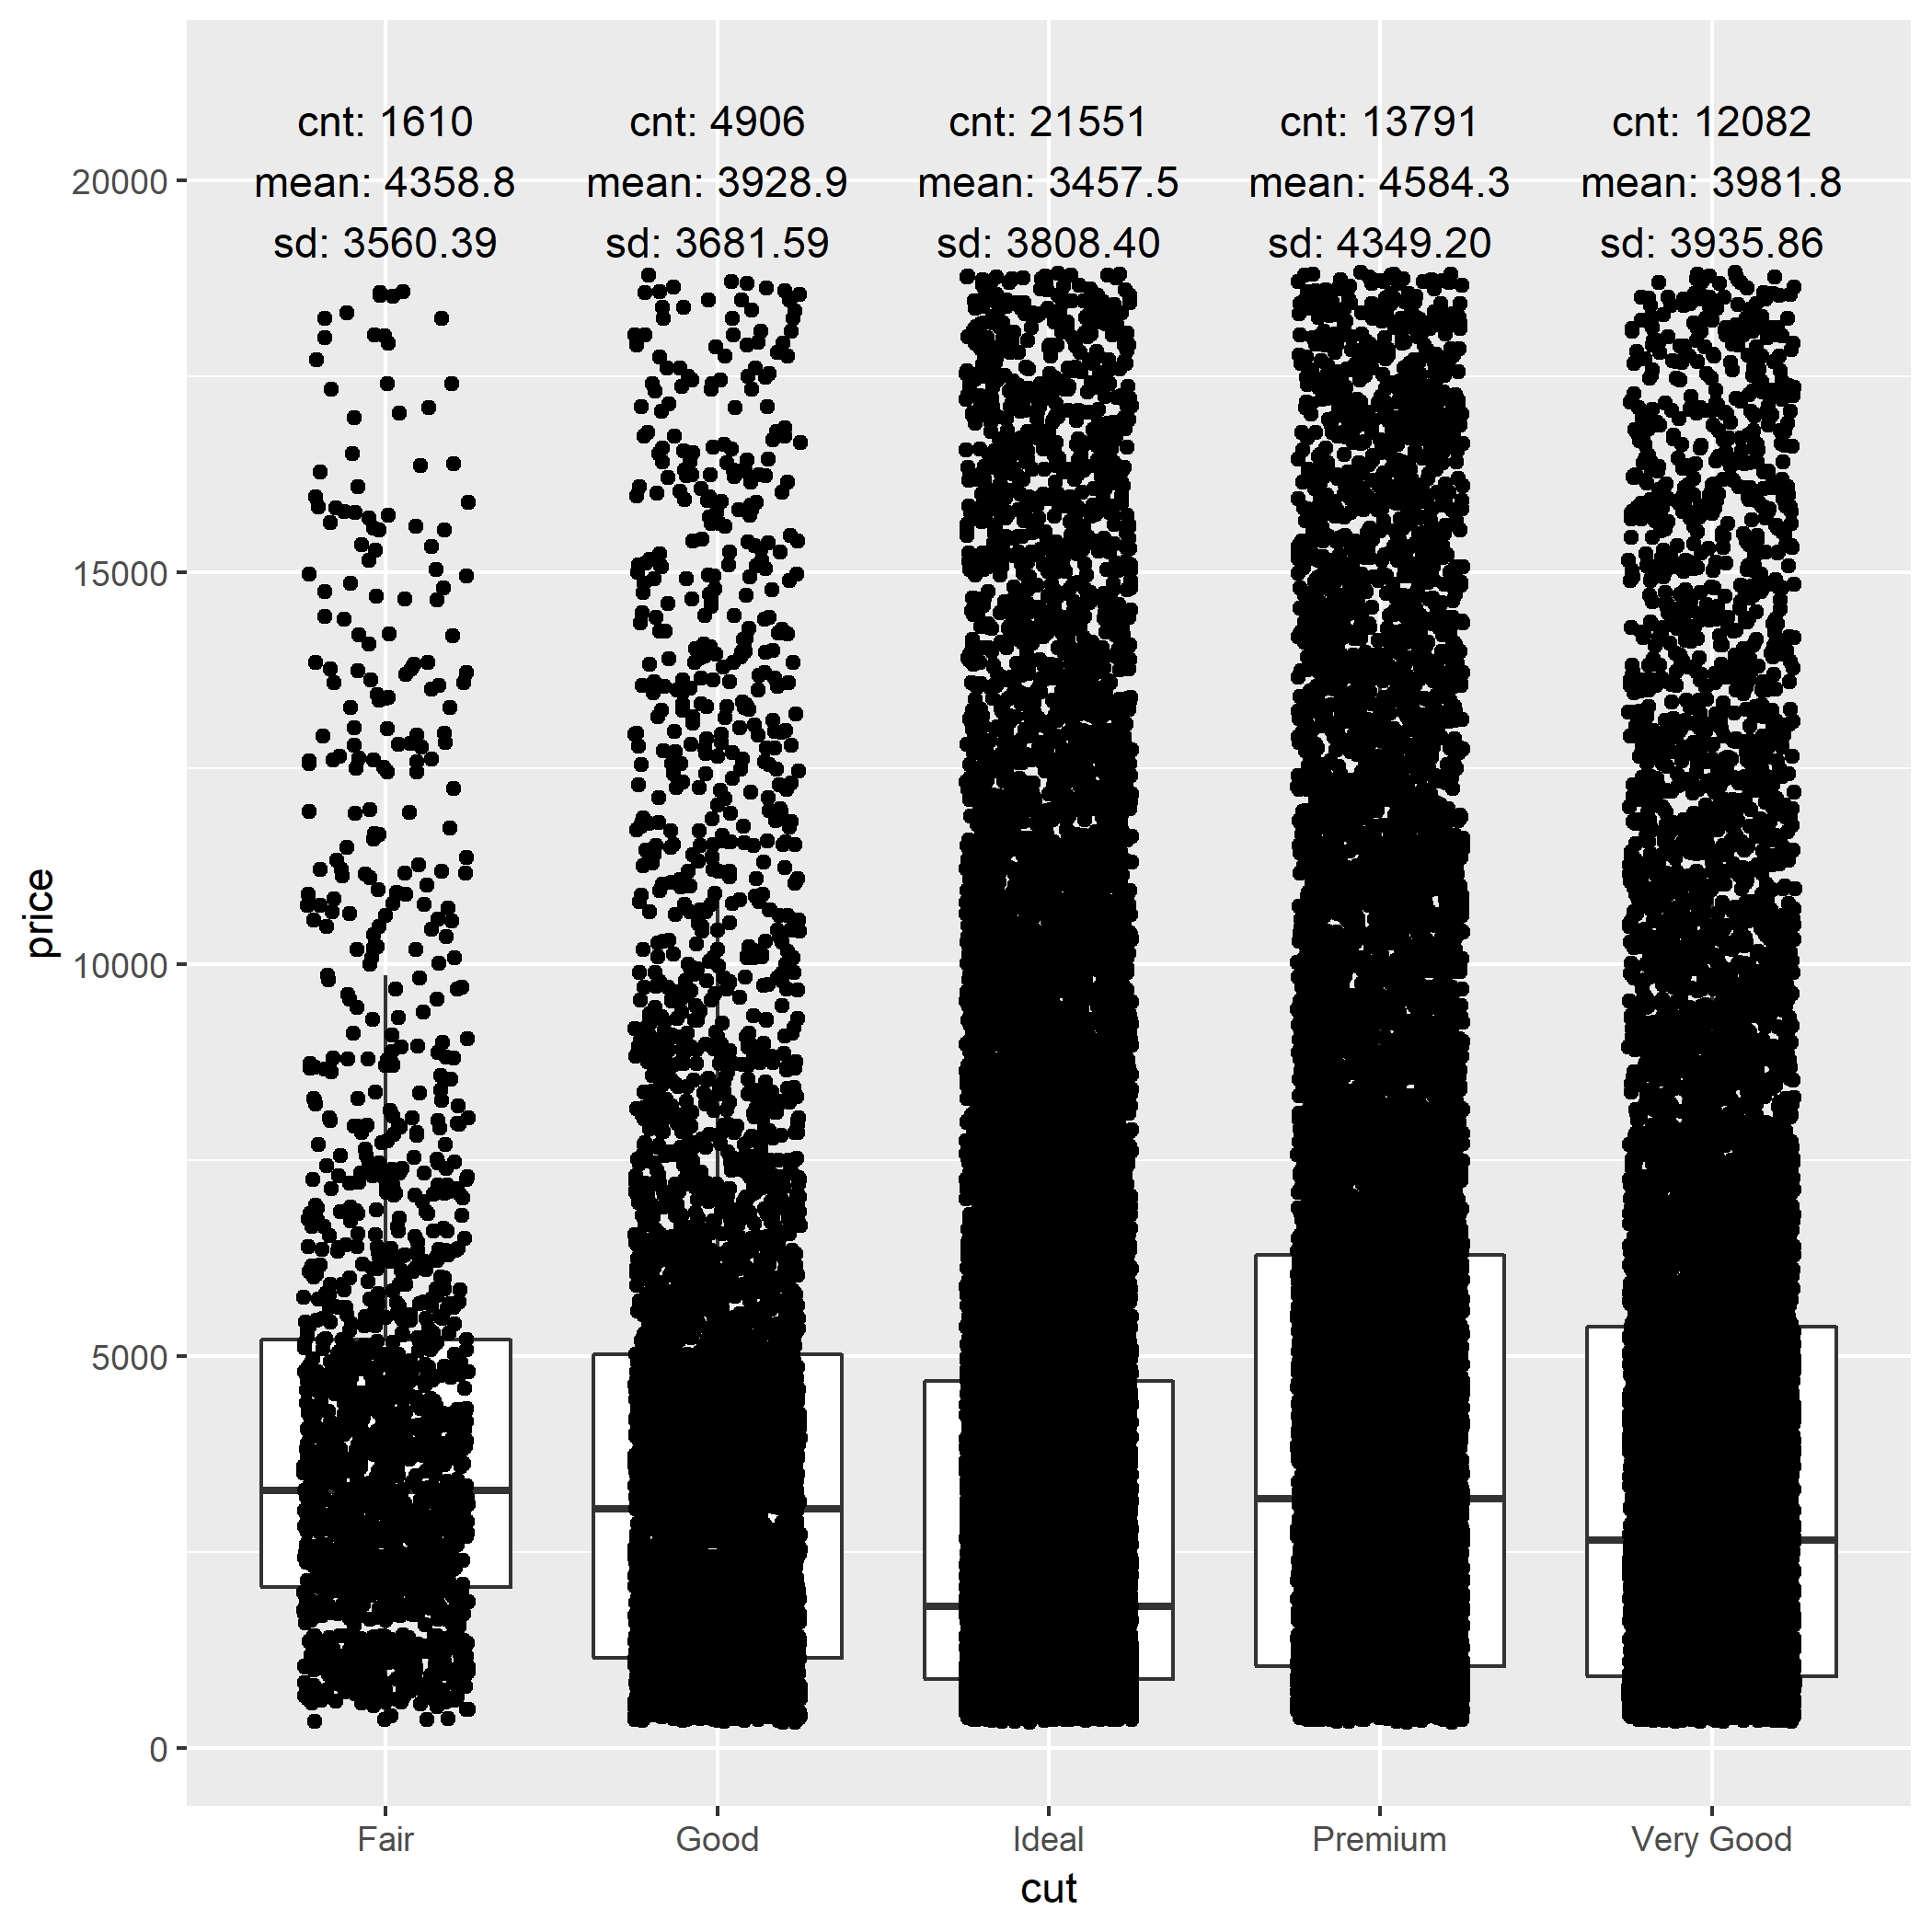 cnt: 1610
mean: 4358.8
sd: 3560.39
cnt: 4906
mean: 3928.9
sd: 3681.59
cnt: 21551
mean: 3457.5
sd: 3808.40
cnt: 13791
mean: 4584.3
sd: 4349.20
cnt: 12082
mean: 3981.8
sd: 3935.86
price
20000
15000
10000
5000
0
Fair
Good
Ideal
Premium
Very Good
cut